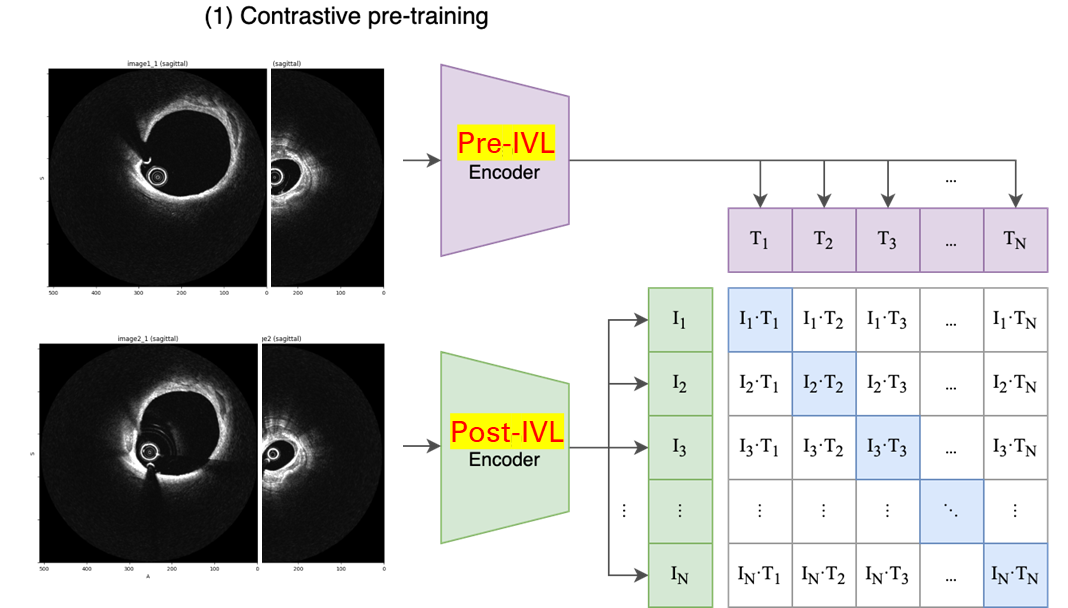 (1) Contrastive pre-training
image1_1 (sagittal)
(sagittal)
S
500 400 300 200 100 0
200 100 0
Pre-IVL
Encoder
...
T1 T2 T3 ... TN
image2_1 (sagittal)
ge2 (sagittal)
S
500 400 300 200 100 0
200 100 0
A
Post-IVL
Encoder
I1
I2
I3
⋮ ⋮
IN
I1·T1 I1·T2 I1·T3 ... I1·TN
I2·T1 I2·T2 I2·T3 ... I2·TN
I3·T1 I3·T2 I3·T3 ... I3·TN
⋮ ⋮ ⋮ ⋱ ⋮
IN·T1 IN·T2 IN·T3 ... IN·TN